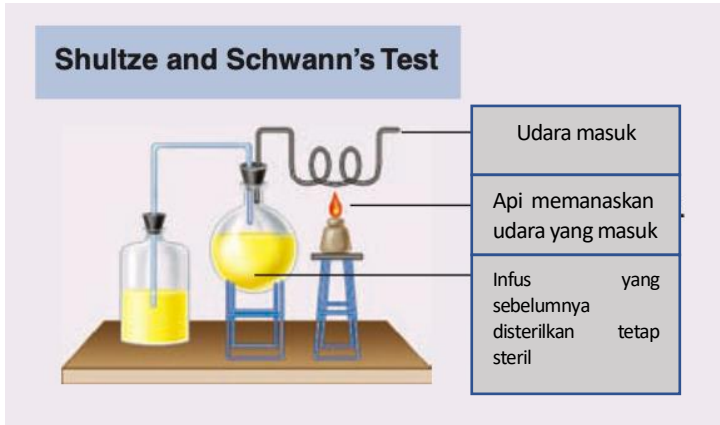 Shultze and Schwann's Test
Udara masuk
Api memanaskan
udara yang masuk
Infus yang
sebelumnya
disterilkan tetap
steril